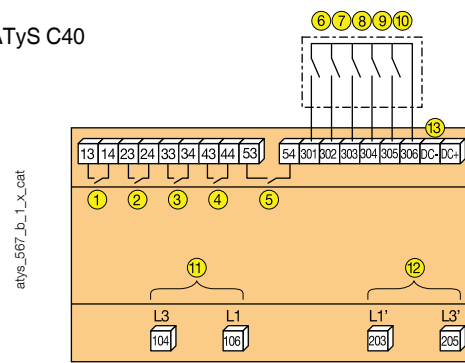 ATyS C40
6 7 8 9 10
13
13 14 23 24 33 34 43 44 53 54 301 302 303 304 305 306 DC- DC+
1 2 3 4 5
atys_567_b_1_x_cat
11 12
L3 L1 L1' L3'
104 106 203 205